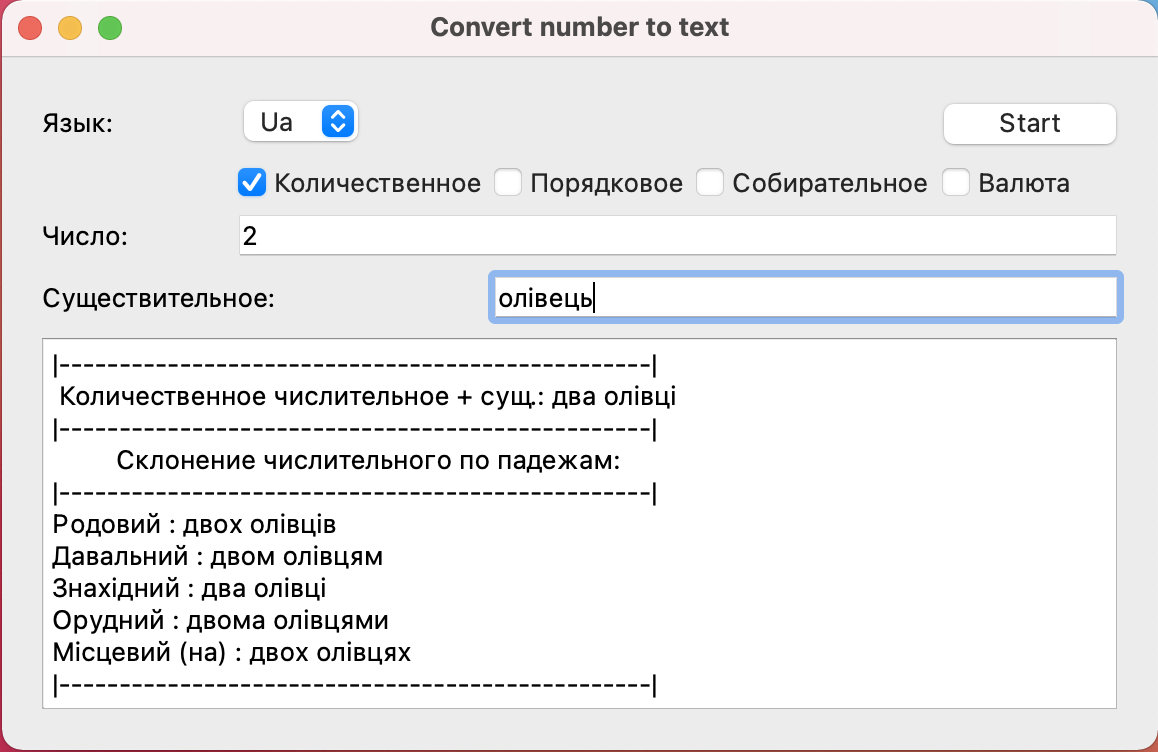 Convert number to text
Язык: Ua Start
Количественное Порядковое Собирательное Валюта
Число: 2
Существительное: олівець
|-------------------------------------------------|
Количественное числительное + сущ.: два олівці
|-------------------------------------------------|
Склонение числительного по падежам:
|-------------------------------------------------|
Родовий : двох олівців
Давальний : двом олівцям
Знахідний : два олівці
Орудний : двома олівцями
Місцевий (на) : двох олівцях
|-------------------------------------------------|